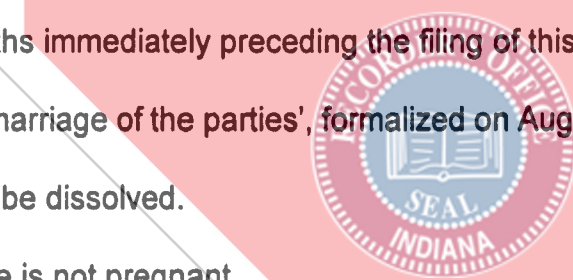 ths immediately preceding the filing of this
marriage of the parties', formalized on Aug
be dissolved.
e is not pregnant
RECORDER'S OFFICE
SEAL
INDIANA